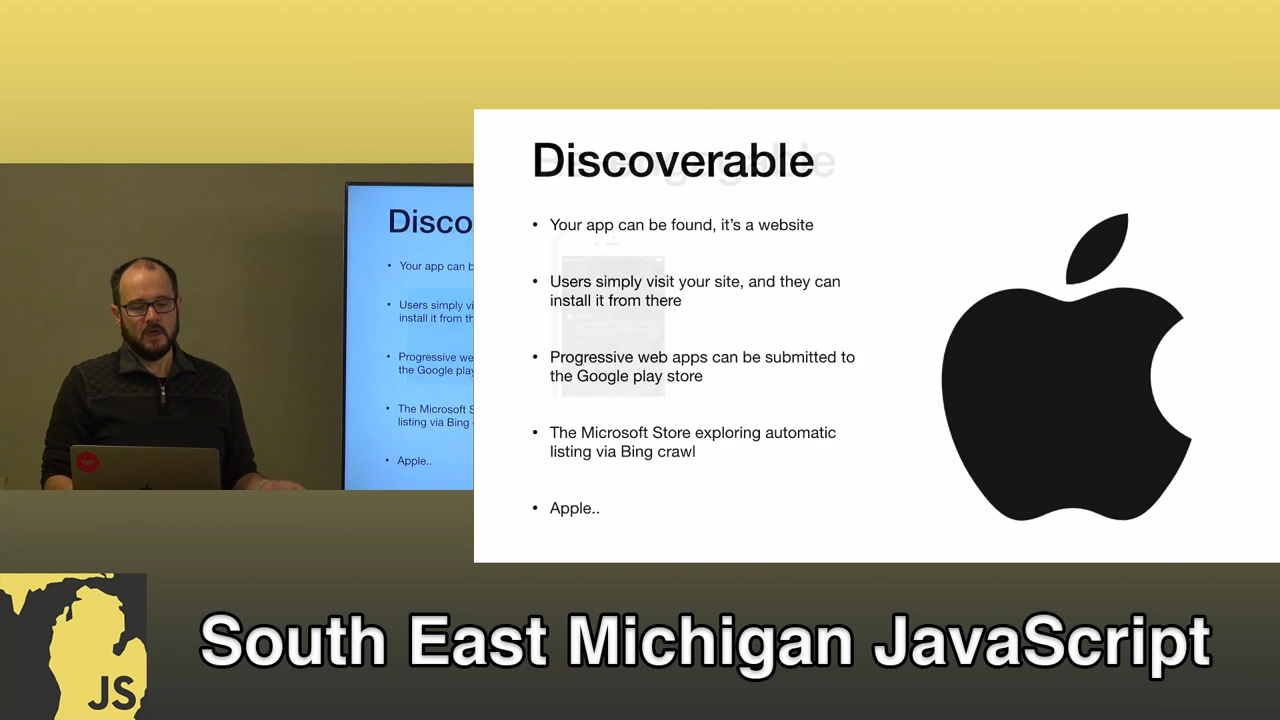 Discoverable
• Your app can be found, it's a website
• Users simply visit your site, and they can
install it from there
• Progressive web apps can be submitted to
the Google play store
• The Microsoft Store exploring automatic
listing via Bing crawl
• Apple..
Disco
• Your app can b
• Users simply vi
install it from th
• Progressive we
the Google play
• The Microsoft S
listing via Bing
• Apple..
JS
South East Michigan JavaScript